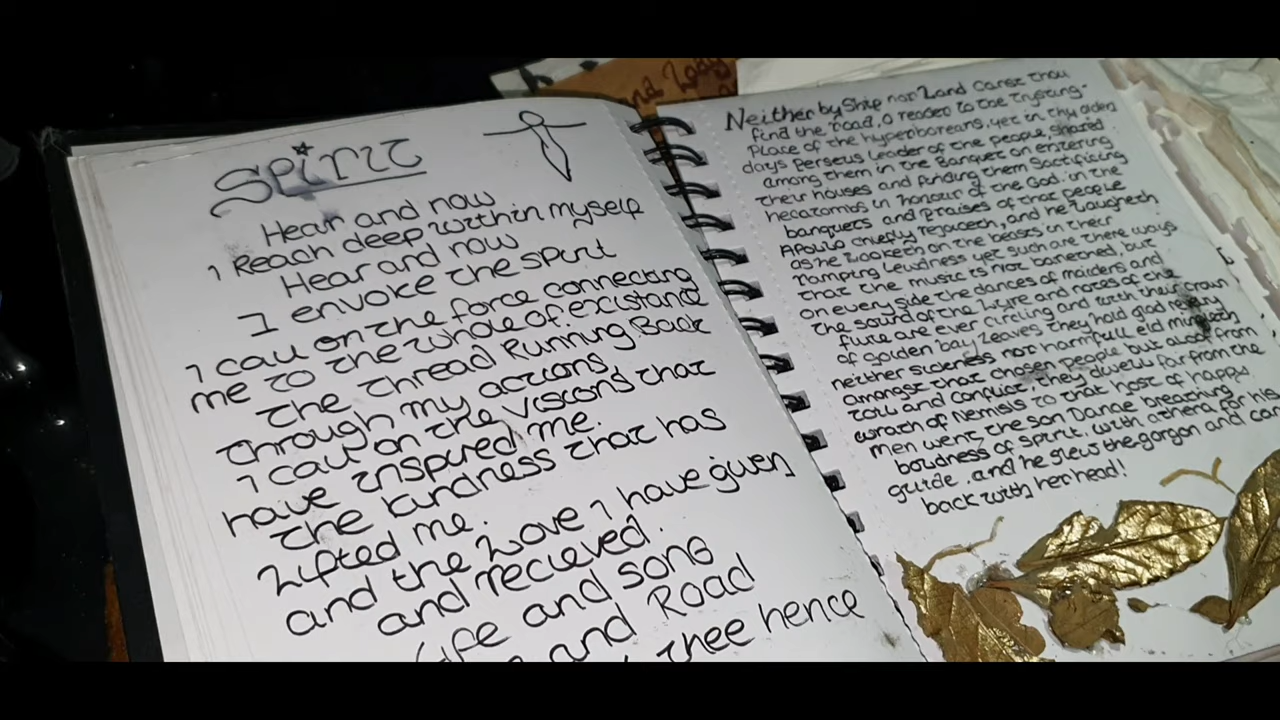 Spirit
Hear and now
I Reach deep within myself
Hear and now
I envoke the spirit
I call on the force connecting
me to the whole of existance
the thread Running Back
through my actions
I call on the visions that
have inspired me.
the kindness that has
Lifted me.
and the Love I have given
and recieved.
Life and song
and Road
thee hence
and Lady
Neither by Ship nor Land canst thou
find the road, O reader to the trysting-
Place of the hyperboreans, yet in thy olden
days Perseus Leader of the people, shared
among them in the Banquet on entering
their houses and finding them Sacrificing
hecatombs in honour of the God. in the
banquets and praises of that people
Apollo chiefly rejoiceth, and he laugheth
as he looketh on the beasts in their
ramping lewdness yet such are there ways
that the music is not banished, but
on every side the dances of maidens and
the sound of the Lyre and notes of the
flute are ever circling and with their crown
of golden bay leaves they hold good
neither sickness nor harmfull eld
amongst that chosen people but aloof from
toil and conflict they dwell far from the
wrath of Nemisis to that host of happy
men went the son Danae breathing
boldness of spirit. with athena for his
guide. and he slew the gorgon and
back with her head!